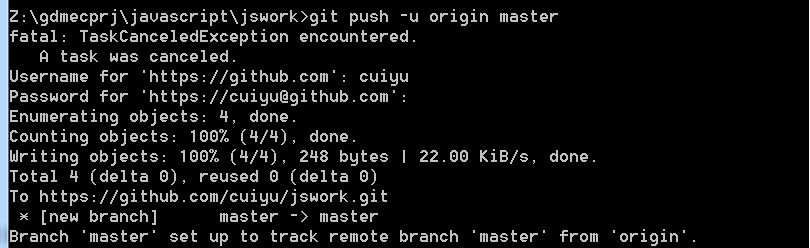 Z:\gdmecprj\javascript\jswork>git push -u origin master
fatal: TaskCanceledException encountered.
   A task was canceled.
Username for 'https://github.com': cuiyu
Password for 'https://cuiyu@github.com':
Enumerating objects: 4, done.
Counting objects: 100% (4/4), done.
Writing objects: 100% (4/4), 248 bytes | 22.00 KiB/s, done.
Total 4 (delta 0), reused 0 (delta 0)
To https://github.com/cuiyu/jswork.git
 * [new branch]      master -> master
Branch 'master' set up to track remote branch 'master' from 'origin'.